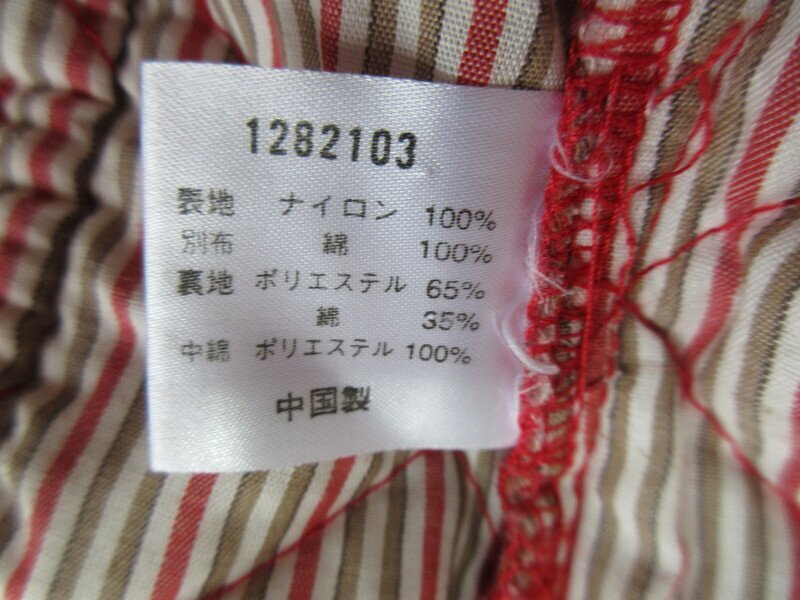 1282103
表地 ナイロン 100%
別布 綿 100%
裏地 ポリエステル 65%
綿 35%
中綿 ポリエステル 100%
中国製